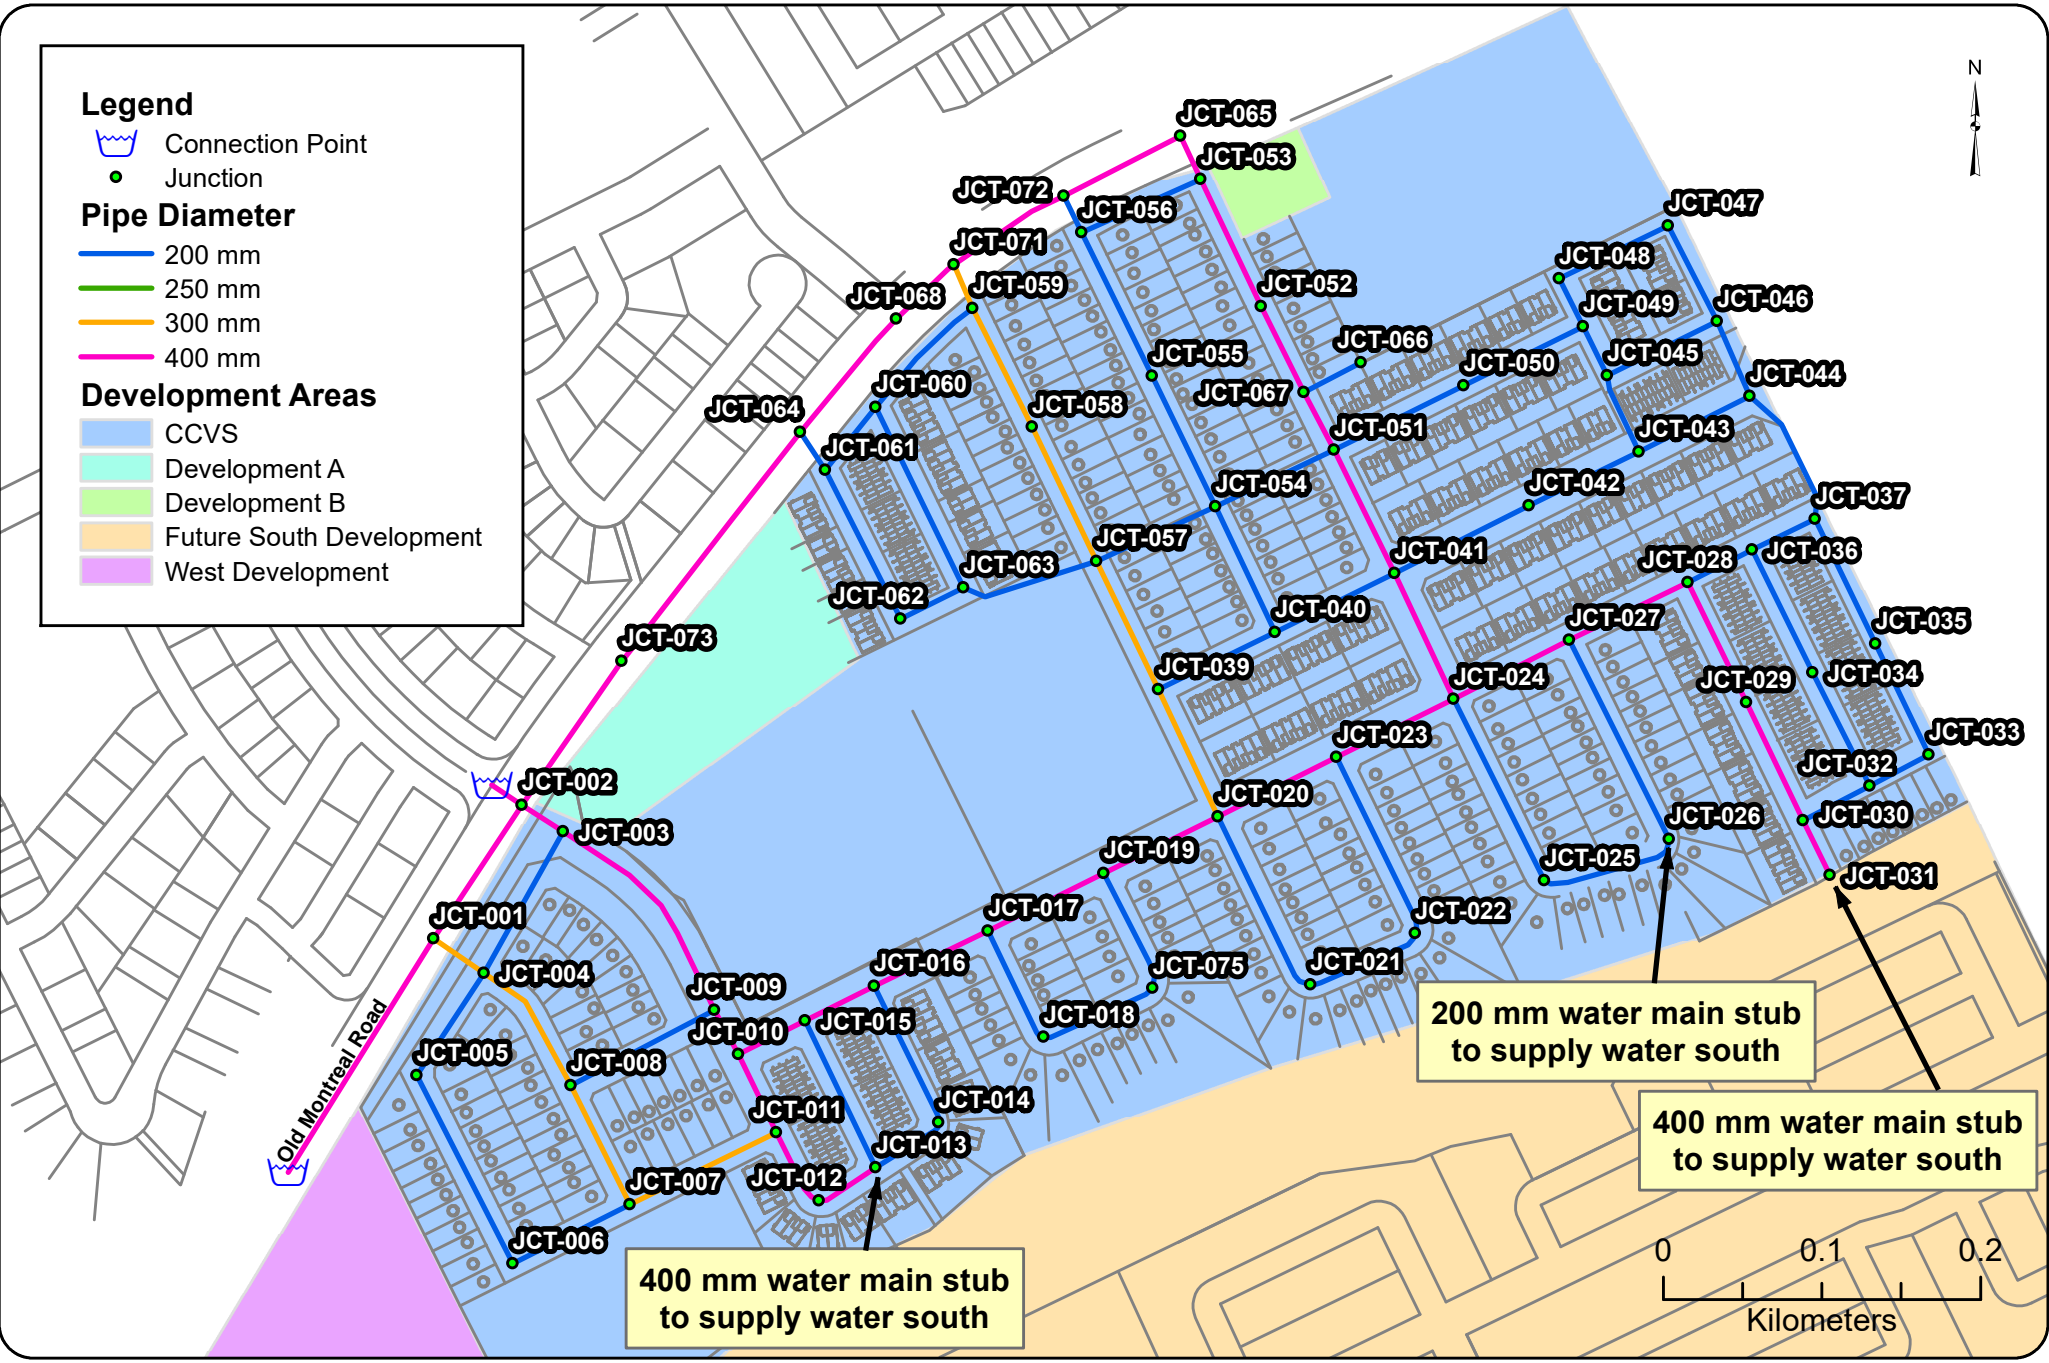 Legend
Connection Point
Junction
Pipe Diameter
200 mm
250 mm
300 mm
400 mm
Development Areas
CCVS
Development A
Development B
Future South Development
West Development
N
JCT-065
JCT-053
JCT-072
JCT-056
JCT-047
JCT-071
JCT-048
JCT-059
JCT-068
JCT-052
JCT-046
JCT-049
JCT-066
JCT-055
JCT-050
JCT-045
JCT-044
JCT-060
JCT-067
JCT-064
JCT-058
JCT-051
JCT-043
JCT-061
JCT-054
JCT-042
JCT-037
JCT-057
JCT-041
JCT-036
JCT-028
JCT-063
JCT-062
JCT-040
JCT-027
JCT-035
JCT-073
JCT-039
JCT-024
JCT-029
JCT-034
JCT-023
JCT-033
JCT-032
JCT-002
JCT-020
JCT-026
JCT-030
JCT-003
JCT-019
JCT-025
JCT-031
JCT-001
JCT-017
JCT-022
JCT-004
JCT-016
JCT-075
JCT-021
JCT-009
JCT-018
JCT-015
JCT-010
200 mm water main stub
to supply water south
Old Montreal Road
JCT-005
JCT-008
JCT-014
JCT-011
400 mm water main stub
to supply water south
JCT-013
JCT-012
JCT-007
JCT-006
400 mm water main stub
to supply water south
0 0.1 0.2
Kilometers